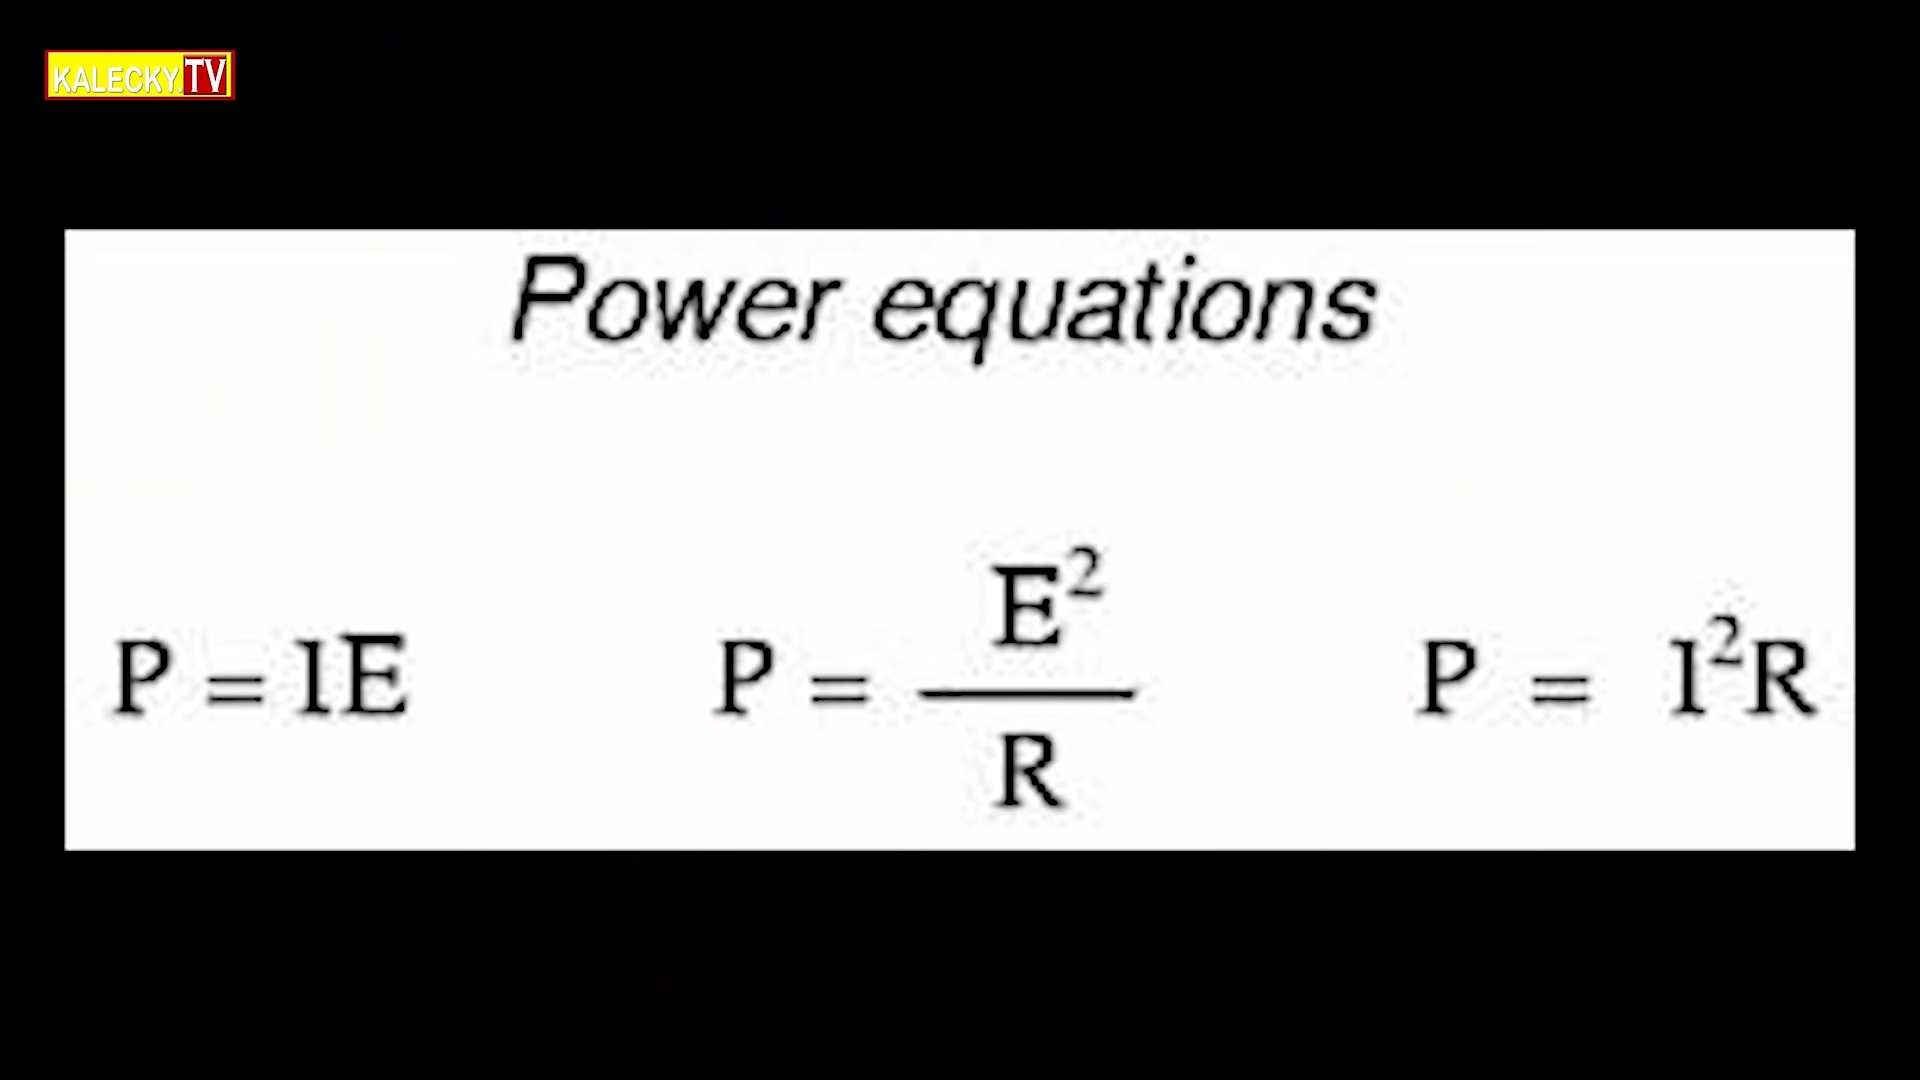 KALECKY.TV
Power equations
P = IE
P = E²/R
P = I²R